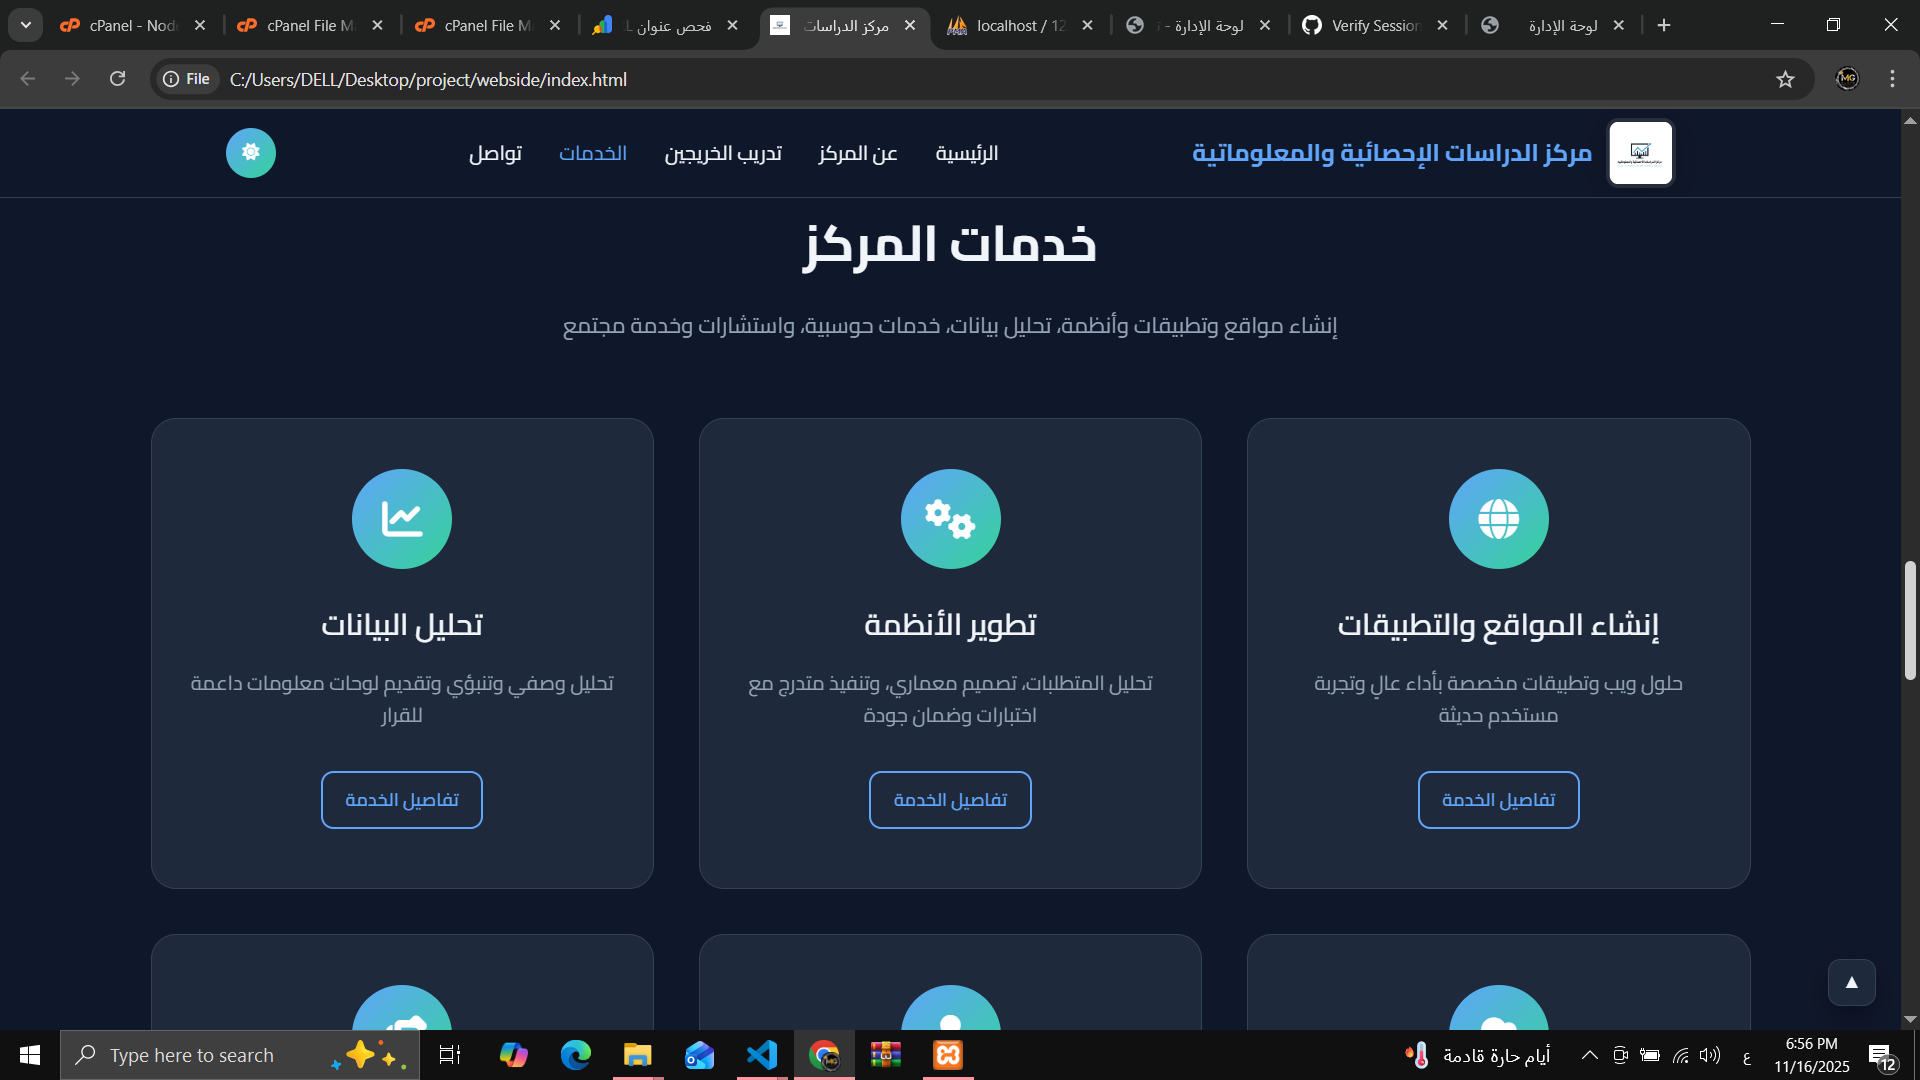 cPanel - Node
cPanel File Ma
cPanel File Ma
فحص عنوان
مركز الدراسات
localhost / 12
لوحة الإدارة -
Verify Session
لوحة الإدارة
File
C:/Users/DELL/Desktop/project/webside/index.html
MG
مركز الدراسات الإحصائية والمعلوماتية
الرئيسية
عن المركز
تدريب الخريجين
الخدمات
تواصل
خدمات المركز
إنشاء مواقع وتطبيقات وأنظمة، تحليل بيانات، خدمات حوسبية، واستشارات وخدمة مجتمع
إنشاء المواقع والتطبيقات
حلول ويب وتطبيقات مخصصة بأداء عالٍ وتجربة
مستخدم حديثة
تفاصيل الخدمة
تطوير الأنظمة
تحليل المتطلبات، تصميم معماري، وتنفيذ متدرج مع
اختبارات وضمان جودة
تفاصيل الخدمة
تحليل البيانات
تحليل وصفي وتنبؤي وتقديم لوحات معلومات داعمة
للقرار
تفاصيل الخدمة
Type here to search
أيام حارة قادمة
ع
6:56 PM
11/16/2025
12